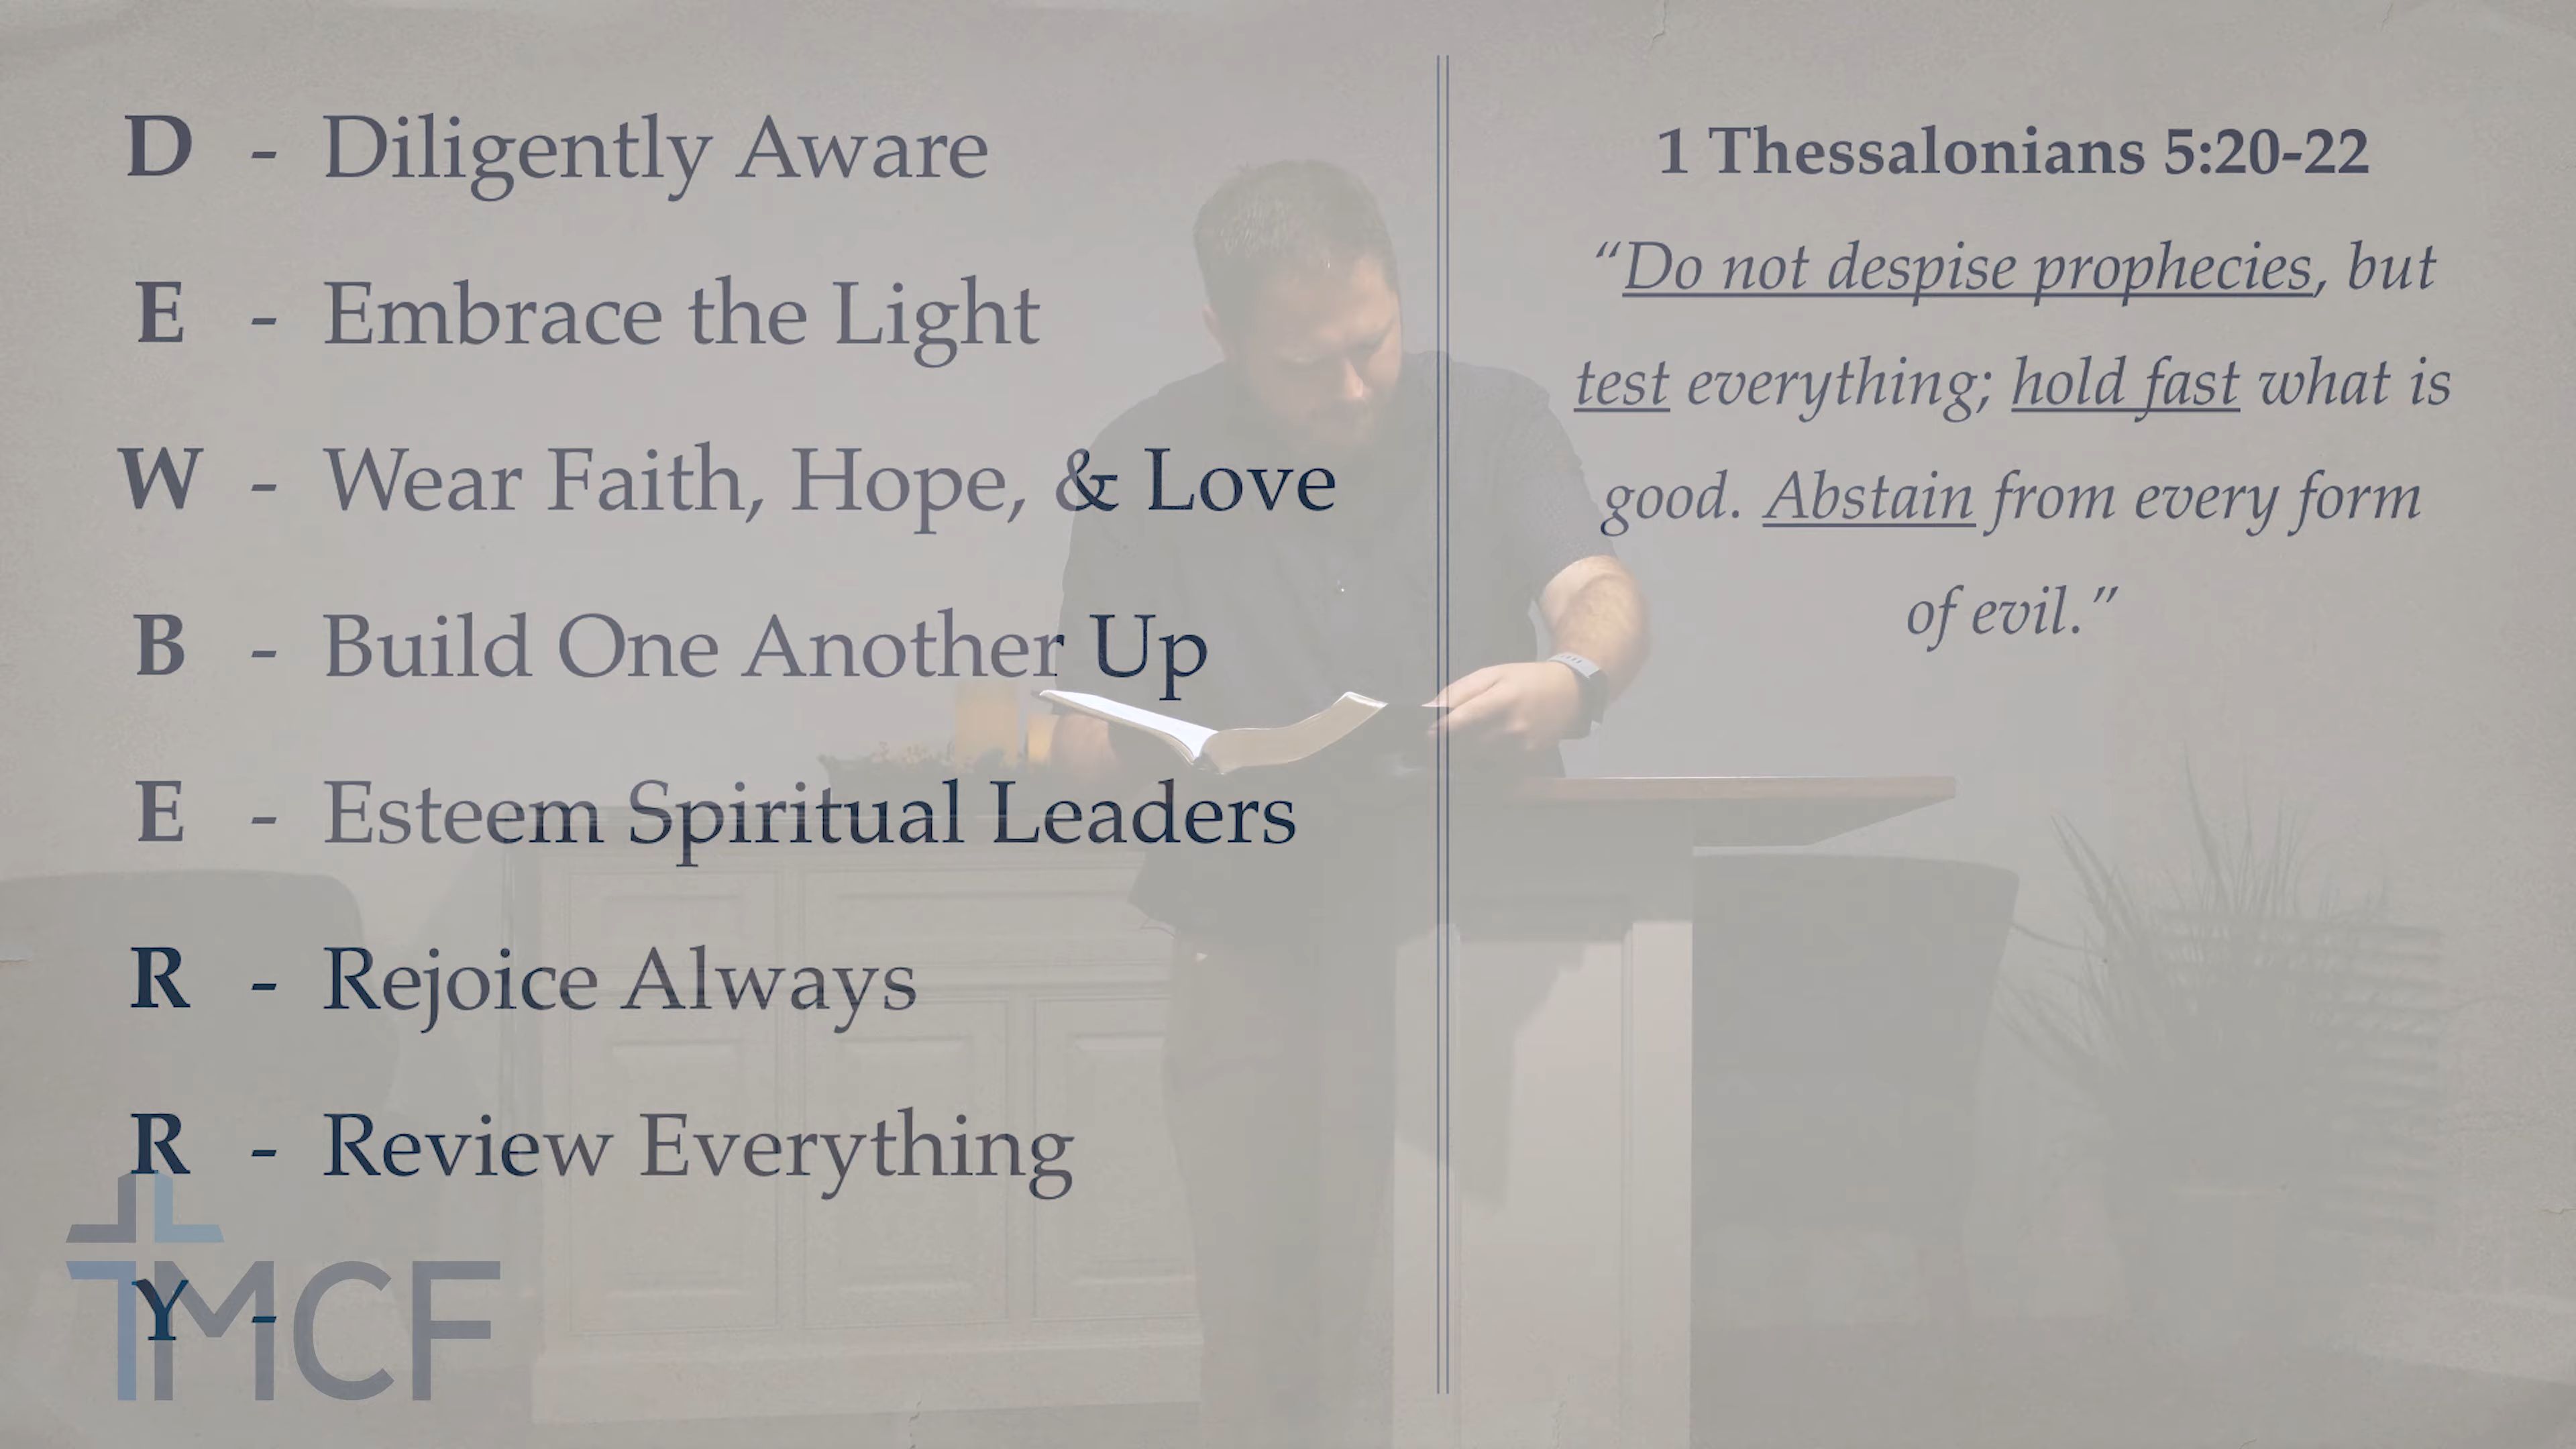 D - Diligently Aware
E - Embrace the Light
W - Wear Faith, Hope, & Love
B - Build One Another Up
E - Esteem Spiritual Leaders
R - Rejoice Always
R - Review Everything
Y -
MCF
1 Thessalonians 5:20-22
“Do not despise prophecies, but
test everything; hold fast what is
good. Abstain from every form
of evil.”